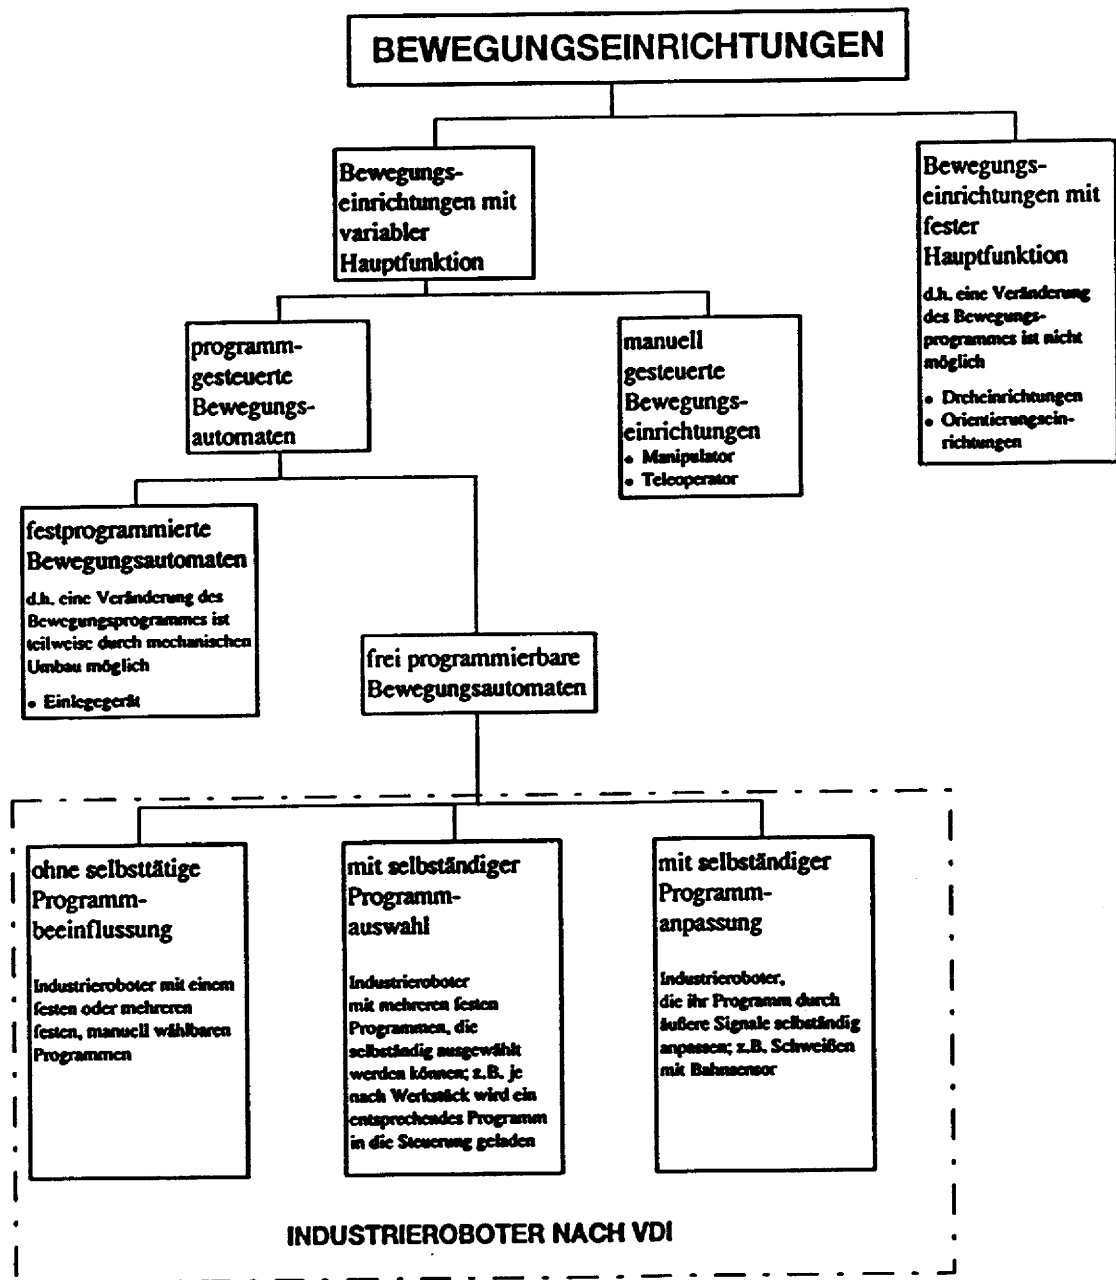 BEWEGUNGSEINRICHTUNGEN
Bewegungs-
einrichtungen mit
variabler
Hauptfunktion
Bewegungs-
einrichtungen mit
fester
Hauptfunktion
d.h. eine Veränderung
des Bewegungs-
programmes ist nicht
möglich
• Dreheinrichtungen
• Orientierungsein-
richtungen
programm-
gesteuerte
Bewegungs-
automaten
manuell
gesteuerte
Bewegungs-
einrichtungen
• Manipulator
• Teleoperator
festprogrammierte
Bewegungsautomaten
d.h. eine Veränderung des
Bewegungsprogrammes ist
teilweise durch mechanischen
Umbau möglich
• Einlegegerät
frei programmierbare
Bewegungsautomaten
ohne selbsttätige
Programm-
beeinflussung
Industrieroboter mit einem
festen oder mehreren
festen, manuell wählbaren
Programmen
mit selbständiger
Programm-
auswahl
Industrieroboter
mit mehreren festen
Programmen, die
selbständig ausgewählt
werden können; z.B. je
nach Werkstück wird ein
entsprechendes Programm
in die Steuerung geladen
mit selbständiger
Programm-
anpassung
Industrieroboter,
die ihr Programm durch
äußere Signale selbständig
anpassen; z.B. Schweißen
mit Bahnsensor
INDUSTRIEROBOTER NACH VDI